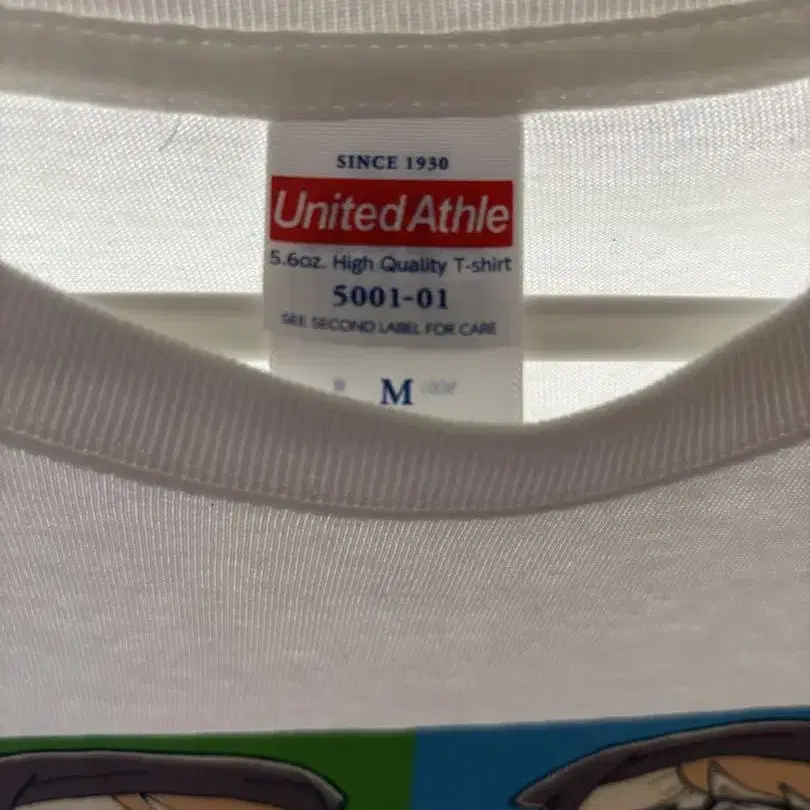 SINCE 1930
United Athle
5.6oz. High Quality T-shirt
5001-01
SEE SECOND LABEL FOR CARE
M